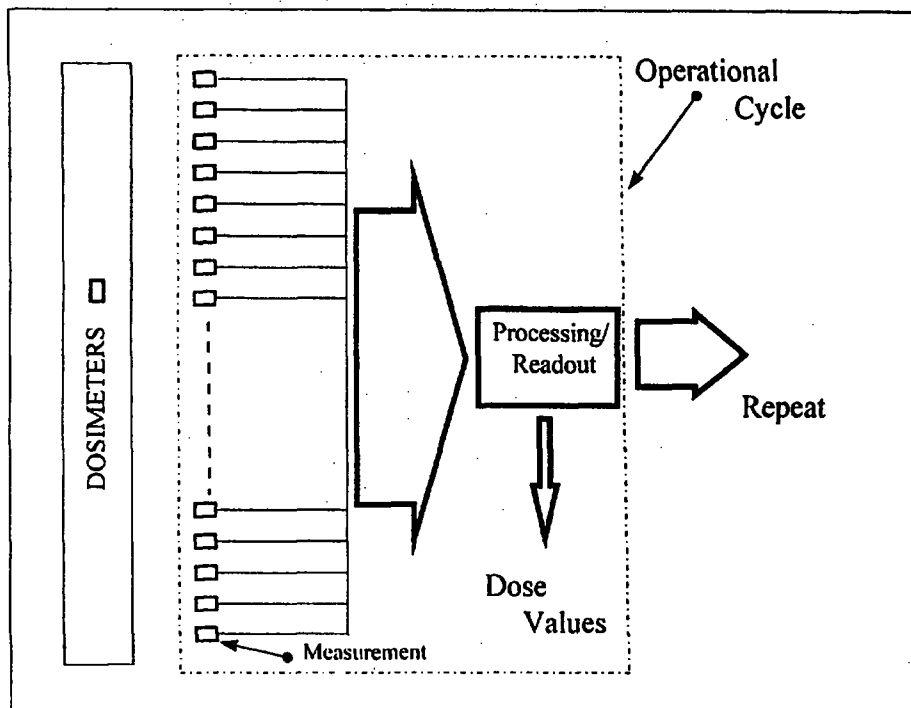 DOSIMETERS
Operational
Cycle
Processing/
Readout
Repeat
Dose
Values
Measurement